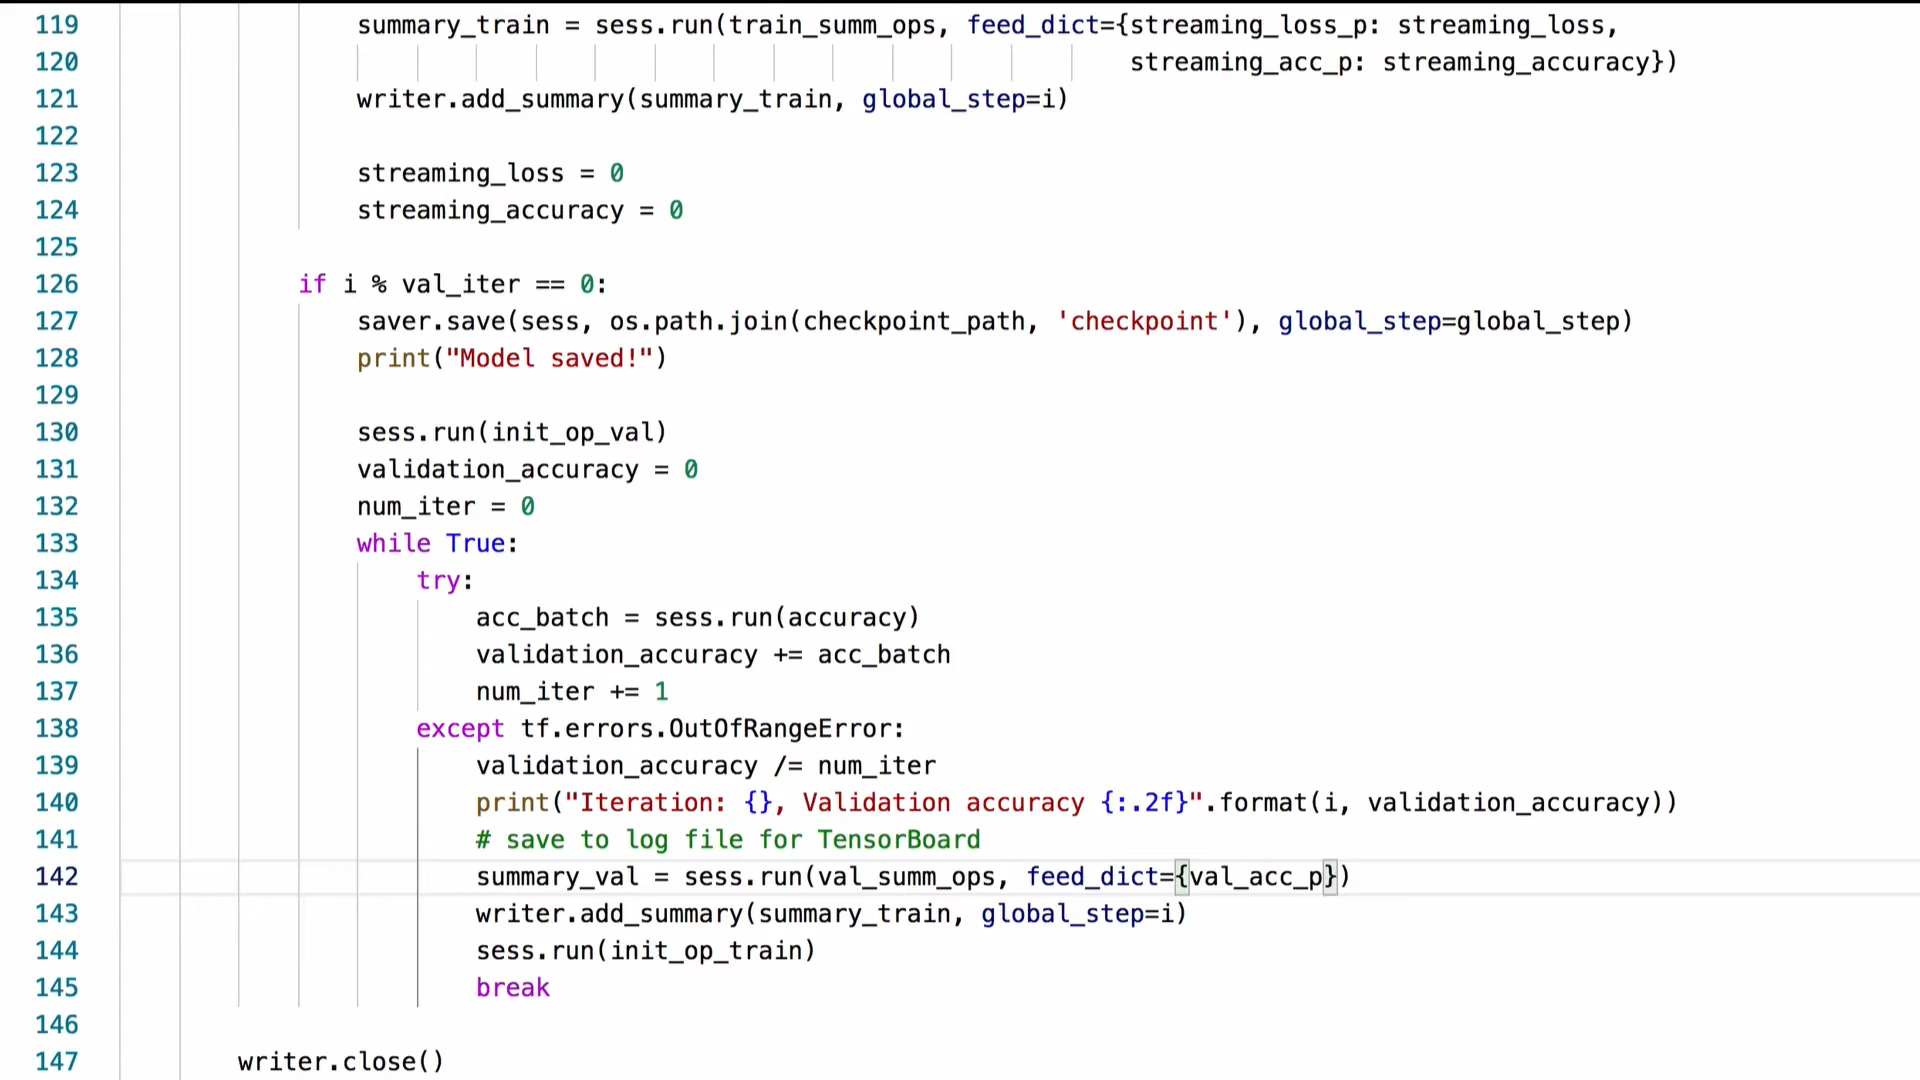 119 summary_train = sess.run(train_summ_ops, feed_dict={streaming_loss_p: streaming_loss,
120 streaming_acc_p: streaming_accuracy})
121 writer.add_summary(summary_train, global_step=i)
122
123 streaming_loss = 0
124 streaming_accuracy = 0
125
126 if i % val_iter == 0:
127 saver.save(sess, os.path.join(checkpoint_path, 'checkpoint'), global_step=global_step)
128 print("Model saved!")
129
130 sess.run(init_op_val)
131 validation_accuracy = 0
132 num_iter = 0
133 while True:
134 try:
135 acc_batch = sess.run(accuracy)
136 validation_accuracy += acc_batch
137 num_iter += 1
138 except tf.errors.OutOfRangeError:
139 validation_accuracy /= num_iter
140 print("Iteration: {}, Validation accuracy {:.2f}".format(i, validation_accuracy))
141 # save to log file for TensorBoard
142 summary_val = sess.run(val_summ_ops, feed_dict={val_acc_p})
143 writer.add_summary(summary_train, global_step=i)
144 sess.run(init_op_train)
145 break
146
147 writer.close()